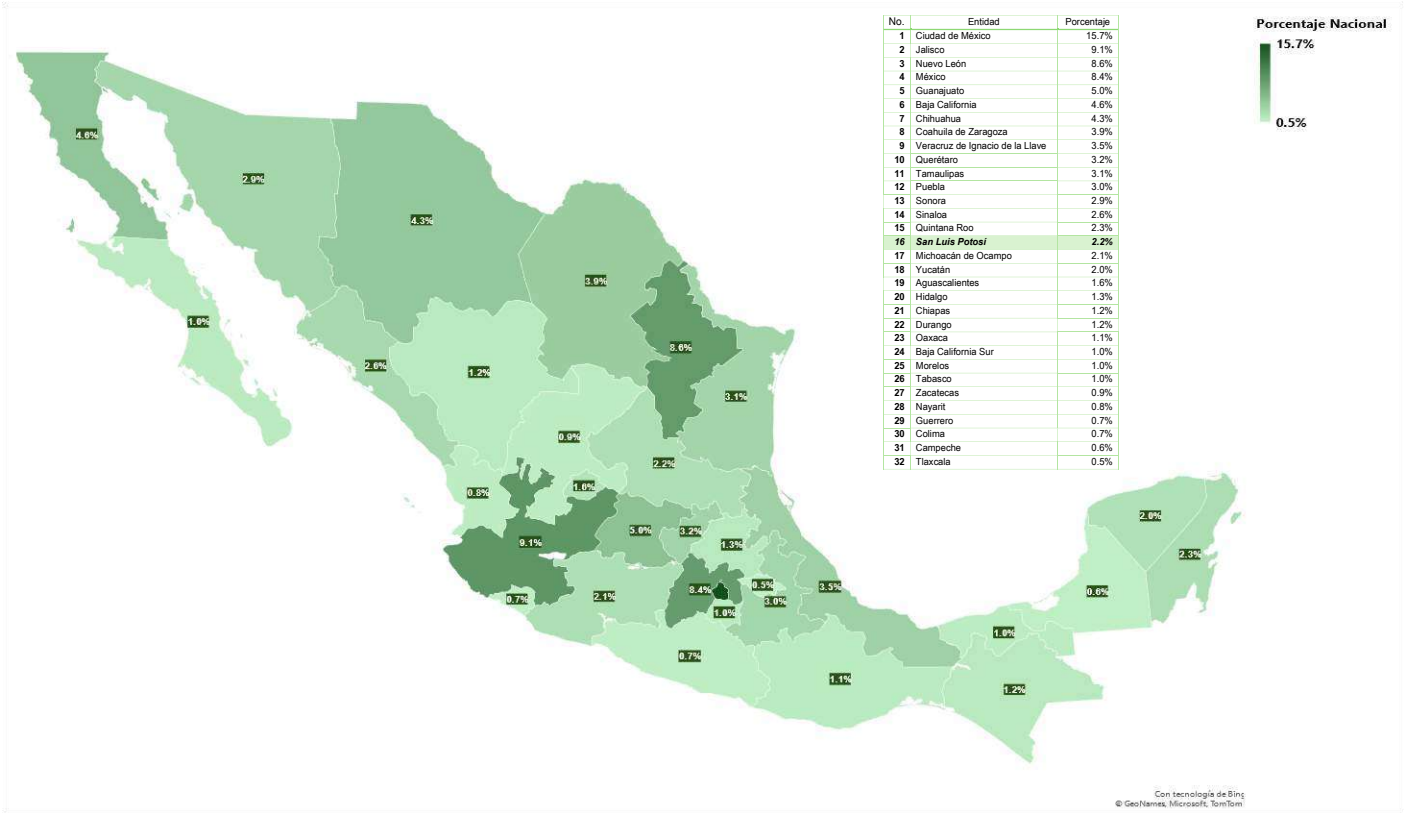 No. Entidad Porcentaje
1 Ciudad de México 15.7%
2 Jalisco 9.1%
3 Nuevo León 8.6%
4 México 8.4%
5 Guanajuato 5.0%
6 Baja California 4.6%
7 Chihuahua 4.3%
8 Coahuila de Zaragoza 3.9%
9 Veracruz de Ignacio de la Llave 3.5%
10 Querétaro 3.2%
11 Tamaulipas 3.1%
12 Puebla 3.0%
13 Sonora 2.9%
14 Sinaloa 2.6%
15 Quintana Roo 2.3%
16 San Luis Potosí 2.2%
17 Michoacán de Ocampo 2.1%
18 Yucatán 2.0%
19 Aguascalientes 1.6%
20 Hidalgo 1.3%
21 Chiapas 1.2%
22 Durango 1.2%
23 Oaxaca 1.1%
24 Baja California Sur 1.0%
25 Morelos 1.0%
26 Tabasco 1.0%
27 Zacatecas 0.9%
28 Nayarit 0.8%
29 Guerrero 0.7%
30 Colima 0.7%
31 Campeche 0.6%
32 Tlaxcala 0.5%
Porcentaje Nacional
15.7%
0.5%
4.6%
2.9%
4.3%
3.9%
1.0%
8.6%
2.6%
1.2%
3.1%
0.9%
2.2%
0.8%
1.6%
2.0%
5.0%
3.2%
9.1%
1.3%
2.3%
8.4%
0.5%
3.5%
0.6%
0.7%
2.1%
3.0%
1.0%
1.0%
0.7%
1.1%
1.2%
Con tecnología de Bing
© GeoNames, Microsoft, TomTom